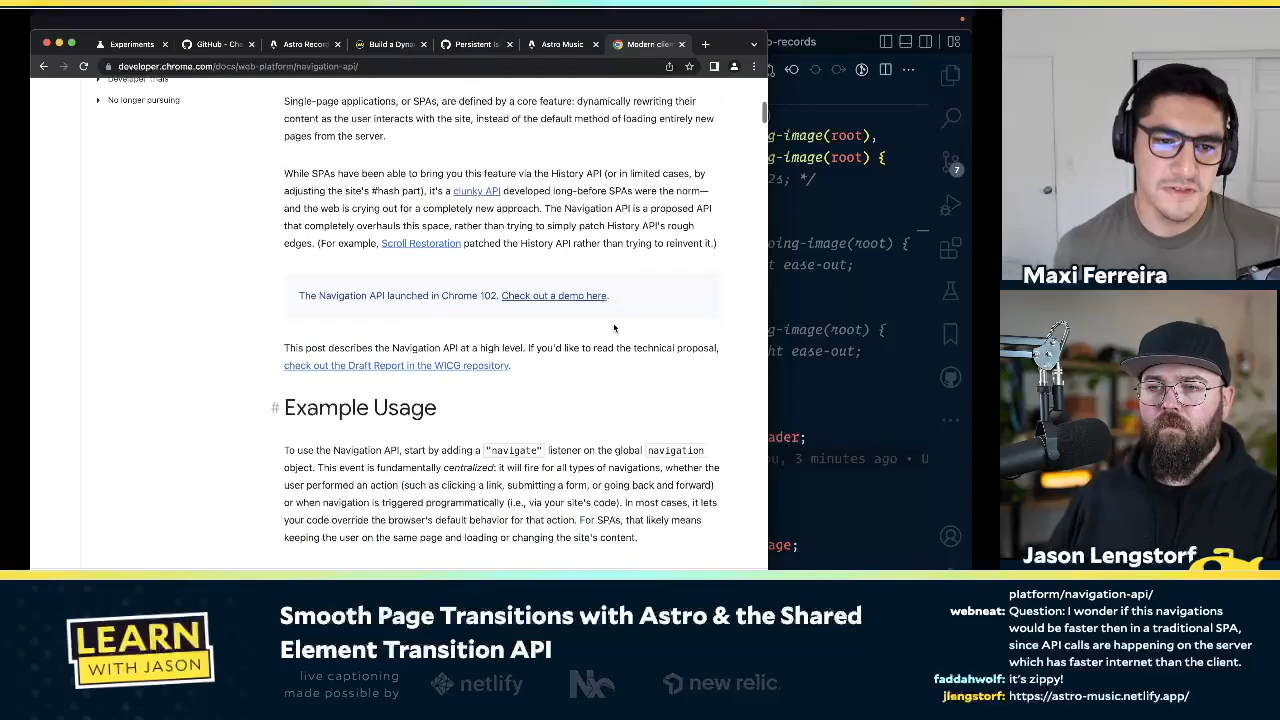 Experiments
GitHub - Cha
Astro Record
Build a Dyna
Persistent Is
Astro Music
Modern clien
o-records
developer.chrome.com/docs/web-platform/navigation-api/
Developer trials
No longer pursuing
Single-page applications, or SPAs, are defined by a core feature: dynamically rewriting their
content as the user interacts with the site, instead of the default method of loading entirely new
pages from the server.
While SPAs have been able to bring you this feature via the History API (or in limited cases, by
adjusting the site's #hash part), it's a clunky API developed long-before SPAs were the norm—
and the web is crying out for a completely new approach. The Navigation API is a proposed API
that completely overhauls this space, rather than trying to simply patch History API's rough
edges. (For example, Scroll Restoration patched the History API rather than trying to reinvent it.)
The Navigation API launched in Chrome 102. Check out a demo here.
This post describes the Navigation API at a high level. If you'd like to read the technical proposal,
check out the Draft Report in the WICG repository.
# Example Usage
To use the Navigation API, start by adding a "navigate" listener on the global navigation
object. This event is fundamentally centralized: it will fire for all types of navigations, whether the
user performed an action (such as clicking a link, submitting a form, or going back and forward)
or when navigation is triggered programmatically (i.e., via your site's code). In most cases, it lets
your code override the browser's default behavior for that action. For SPAs, that likely means
keeping the user on the same page and loading or changing the site's content.
g-image(root),
g-image(root) {
2s; */
oing-image(root) {
ht ease-out;
ng-image(root) {
ht ease-out;
ader;
ou, 3 minutes ago • U
age;
7
Maxi Ferreira
Jason Lengstorf
LEARN
WITH JASON
Smooth Page Transitions with Astro & the Shared
Element Transition API
live captioning
made possible by
netlify
Nx
new relic.
platform/navigation-api/
webneat: Question: I wonder if this navigations
would be faster then in a traditional SPA,
since API calls are happening on the server
which has faster internet than the client.
faddahwolf: it's zippy!
jlengstorf: https://astro-music.netlify.app/